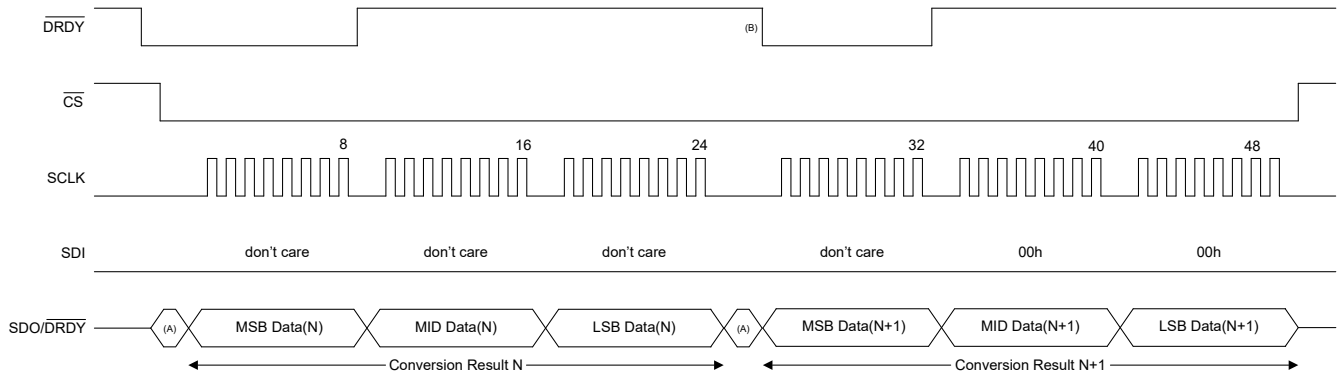 DRDY
(B)
CS
8 16 24 32 40 48
SCLK
SDI don't care don't care don't care don't care 00h 00h
SDO/DRDY (A) MSB Data(N) MID Data(N) LSB Data(N) (A) MSB Data(N+1) MID Data(N+1) LSB Data(N+1)
Conversion Result N Conversion Result N+1